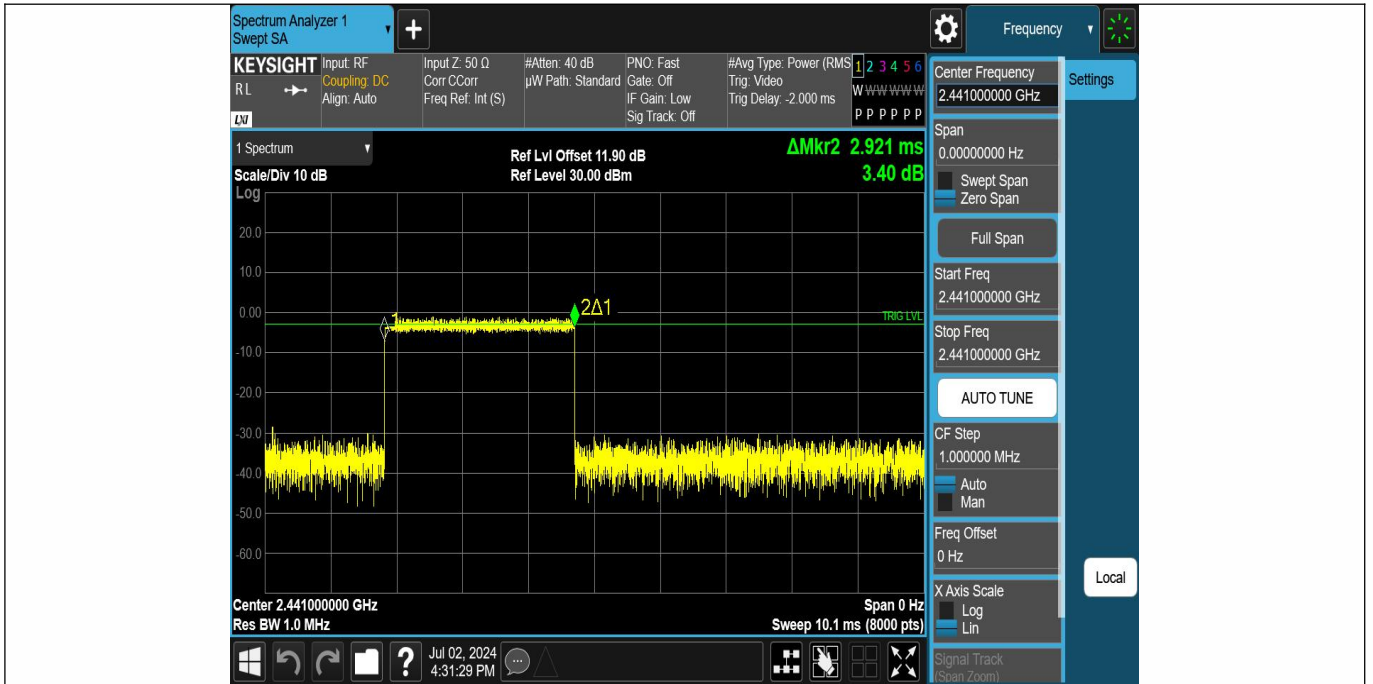 Spectrum Analyzer 1
Swept SA
Frequency
KEYSIGHT
R L
LXI
Input: RF
Coupling: DC
Align: Auto
Input Z: 50 Ω
Corr CCorr
Freq Ref: Int (S)
#Atten: 40 dB
µW Path: Standard
PNO: Fast
Gate: Off
IF Gain: Low
Sig Track: Off
#Avg Type: Power (RMS
Trig: Video
Trig Delay: -2.000 ms
1 2 3 4 5 6
W W W W W W
P P P P P P
1 Spectrum
Scale/Div 10 dB
Log
Ref Lvl Offset 11.90 dB
Ref Level 30.00 dBm
ΔMkr2 2.921 ms
3.40 dB
20.0
10.0
0.00
-10.0
-20.0
-30.0
-40.0
-50.0
-60.0
1
2Δ1
TRIG LVL
Center 2.441000000 GHz
Res BW 1.0 MHz
Span 0 Hz
Sweep 10.1 ms (8000 pts)
Center Frequency
2.441000000 GHz
Settings
Span
0.00000000 Hz
Swept Span
Zero Span
Full Span
Start Freq
2.441000000 GHz
Stop Freq
2.441000000 GHz
AUTO TUNE
CF Step
1.000000 MHz
Auto
Man
Freq Offset
0 Hz
X Axis Scale
Log
Lin
Local
Signal Track
(Span Zoom)
?
Jul 02, 2024
4:31:29 PM